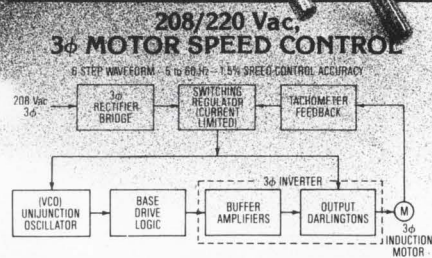 208/220 Vac,
3ϕ MOTOR SPEED CONTROL
6 STEP WAVEFORM – 5 to 60 Hz – 1.5% SPEED CONTROL ACCURACY
208 Vac
3ϕ
3ϕ
RECTIFIER
BRIDGE
SWITCHING
REGULATOR
(CURRENT
LIMITED)
TACHOMETER
FEEDBACK
3ϕ INVERTER
(VCO)
UNIJUNCTION
OSCILLATOR
BASE
DRIVE
LOGIC
BUFFER
AMPLIFIERS
OUTPUT
DARLINGTONS
M
3ϕ
INDUCTION
MOTOR